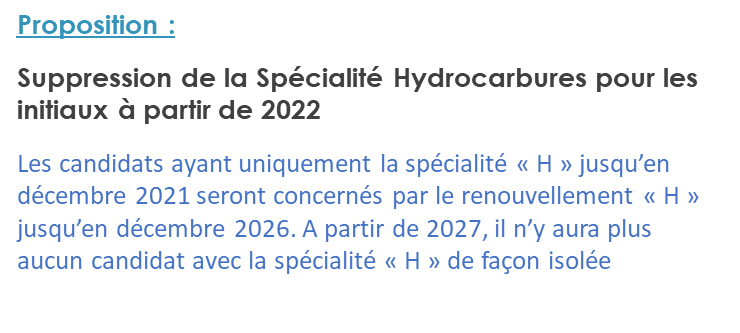 Proposition :
Suppression de la Spécialité Hydrocarbures pour les
initiaux à partir de 2022
Les candidats ayant uniquement la spécialité « H » jusqu’en
décembre 2021 seront concernés par le renouvellement « H »
jusqu’en décembre 2026. A partir de 2027, il n’y aura plus
aucun candidat avec la spécialité « H » de façon isolée